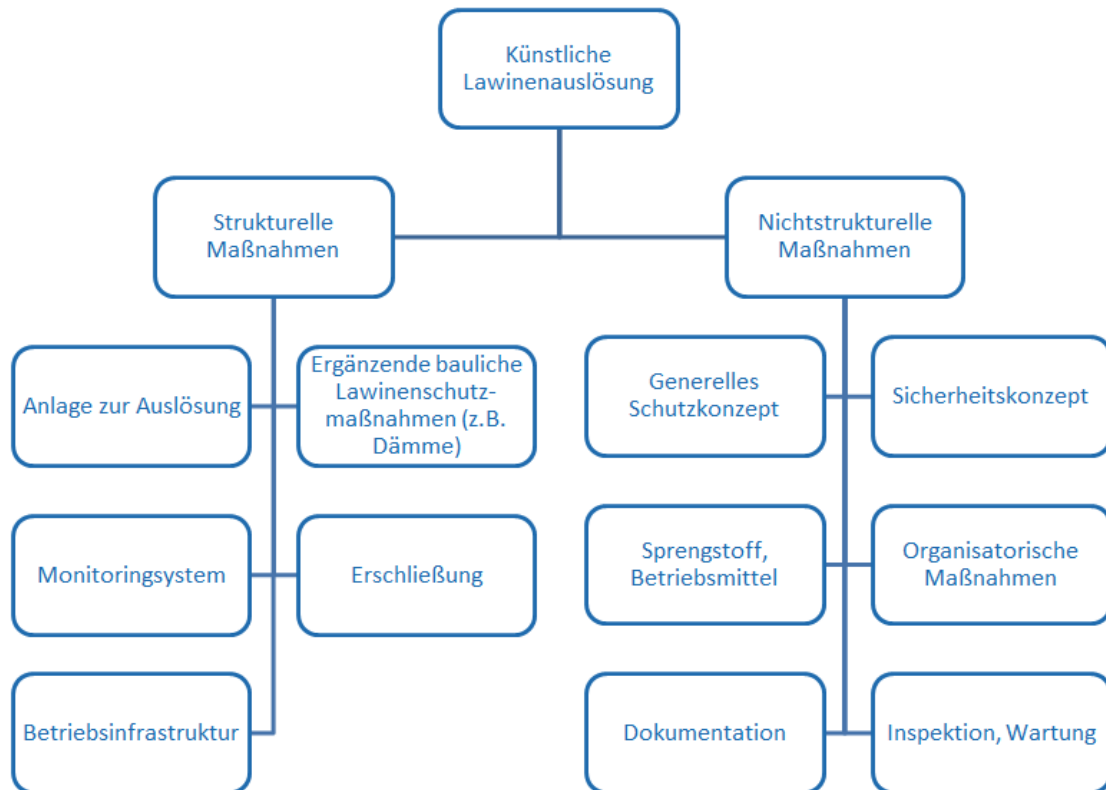 Künstliche
Lawinenauslösung
Strukturelle
Maßnahmen
Nichtstrukturelle
Maßnahmen
Anlage zur Auslösung
Ergänzende bauliche
Lawinenschutz-
maßnahmen (z.B.
Dämme)
Generelles
Schutzkonzept
Sicherheitskonzept
Monitoringsystem
Erschließung
Sprengstoff,
Betriebsmittel
Organisatorische
Maßnahmen
Betriebsinfrastruktur
Dokumentation
Inspektion, Wartung